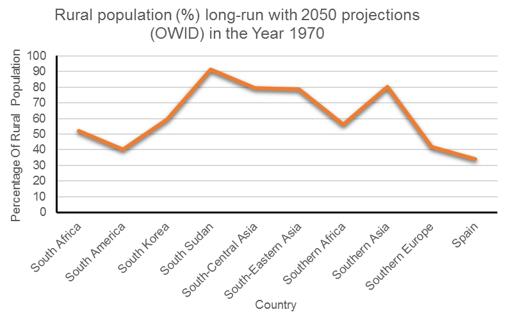 Rural population (%) long-run with 2050 projections
(OWID) in the Year 1970
Percentage Of Rural Population
100
90
80
70
60
50
40
30
20
10
0
South Africa
South America
South Korea
South Sudan
South-Central Asia
South-Eastern Asia
Southern Africa
Southern Asia
Southern Europe
Spain
Country